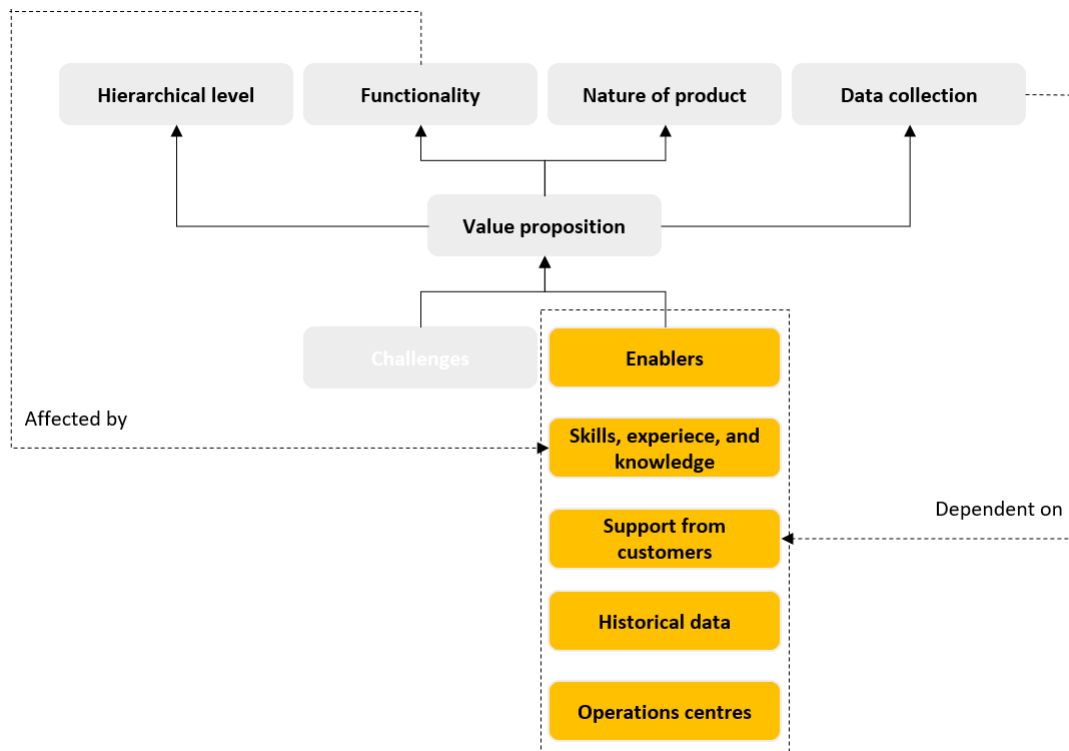 Hierarchical level
Functionality
Nature of product
Data collection
Value proposition
Challenges
Enablers
Affected by
Skills, experiece, and
knowledge
Dependent on
Support from
customers
Historical data
Operations centres